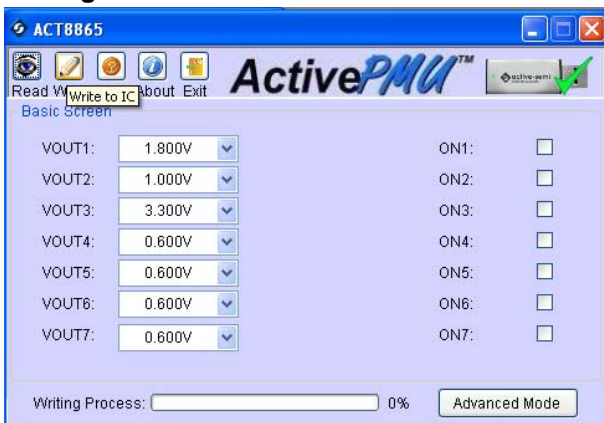 ACT8865
ActivePMU™
active-semi
Read W About Exit
Write to IC
Basic Screen
VOUT1: 1.800V ON1:
VOUT2: 1.000V ON2:
VOUT3: 3.300V ON3:
VOUT4: 0.600V ON4:
VOUT5: 0.600V ON5:
VOUT6: 0.600V ON6:
VOUT7: 0.600V ON7:
Writing Process: 0% Advanced Mode